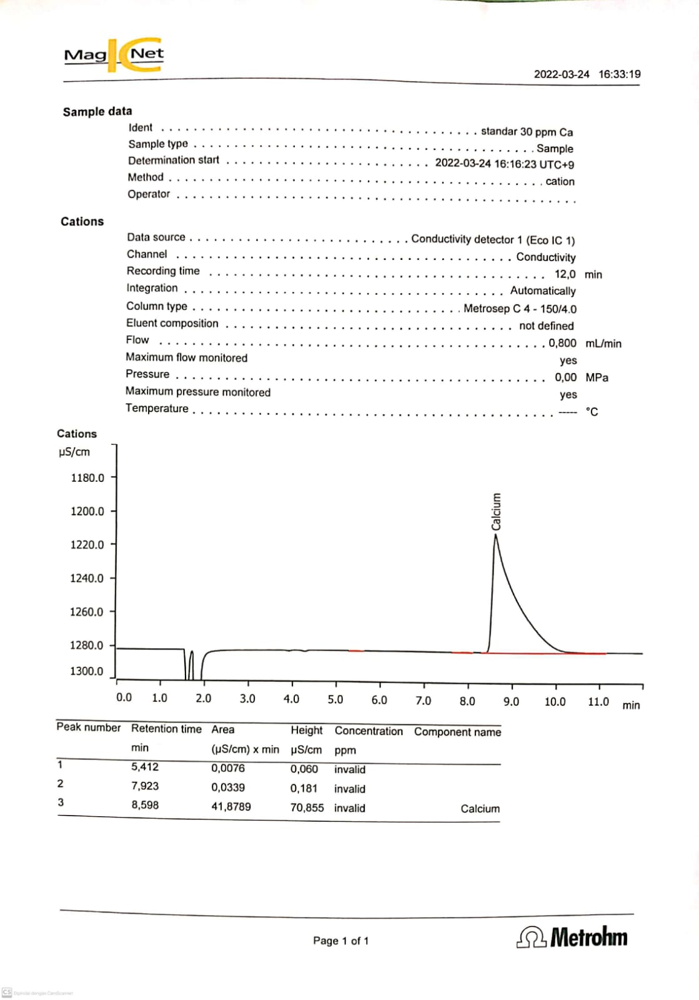 MagIC Net
2022-03-24 16:33:19
Sample data
Ident . . . . . . . . . . . . . . . . . . . . . . . . . . . . . . . . . . . . . . . standar 30 ppm Ca
Sample type . . . . . . . . . . . . . . . . . . . . . . . . . . . . . . . . . . . . . . . . . . Sample
Determination start . . . . . . . . . . . . . . . . . . . . . . . . . 2022-03-24 16:16:23 UTC+9
Method . . . . . . . . . . . . . . . . . . . . . . . . . . . . . . . . . . . . . . . . . . . . . . cation
Operator . . . . . . . . . . . . . . . . . . . . . . . . . . . . . . . . . . . . . . . . . . . . . . . . .
Cations
Data source . . . . . . . . . . . . . . . . . . . . . . . . . . . Conductivity detector 1 (Eco IC 1)
Channel . . . . . . . . . . . . . . . . . . . . . . . . . . . . . . . . . . . . . . . . . Conductivity
Recording time . . . . . . . . . . . . . . . . . . . . . . . . . . . . . . . . . . . . . . . . . 12,0 min
Integration . . . . . . . . . . . . . . . . . . . . . . . . . . . . . . . . . . . . . . . Automatically
Column type . . . . . . . . . . . . . . . . . . . . . . . . . . . . . . . . . Metrosep C 4 - 150/4.0
Eluent composition . . . . . . . . . . . . . . . . . . . . . . . . . . . . . . . . . . . not defined
Flow . . . . . . . . . . . . . . . . . . . . . . . . . . . . . . . . . . . . . . . . . . . . . . . 0,800 mL/min
Maximum flow monitored yes
Pressure . . . . . . . . . . . . . . . . . . . . . . . . . . . . . . . . . . . . . . . . . . . . . 0,00 MPa
Maximum pressure monitored yes
Temperature . . . . . . . . . . . . . . . . . . . . . . . . . . . . . . . . . . . . . . . . . . . . ----- °C
Cations
µS/cm
1180.0
Calcium
1200.0
1220.0
1240.0
1260.0
1280.0
1300.0
0.0 1.0 2.0 3.0 4.0 5.0 6.0 7.0 8.0 9.0 10.0 11.0 min
Peak number Retention time Area Height Concentration Component name
min (µS/cm) x min µS/cm ppm
1 5,412 0,0076 0,060 invalid
2 7,923 0,0339 0,181 invalid
3 8,598 41,8789 70,855 invalid Calcium
Page 1 of 1
Metrohm
CS Dipindai dengan CamScanner